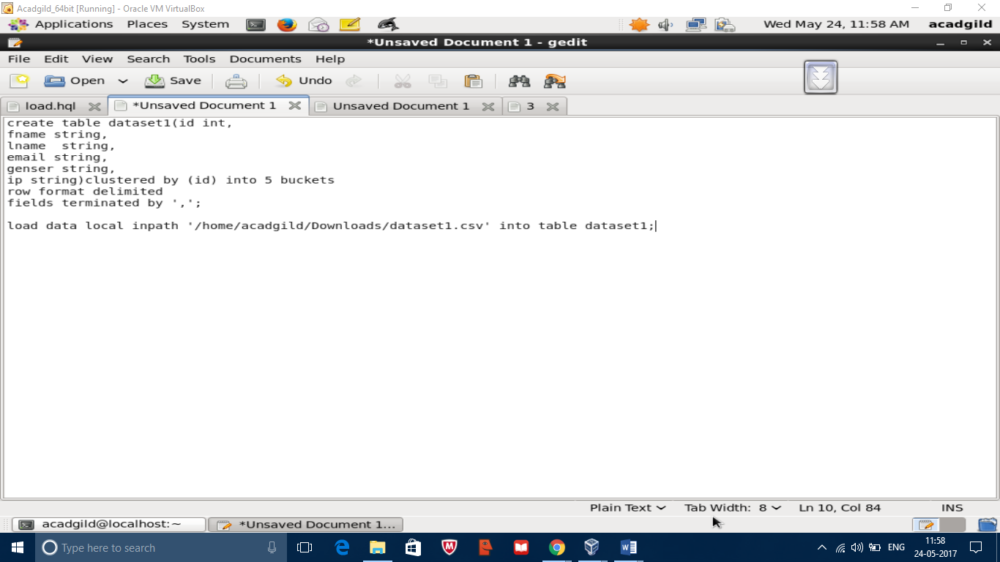 Acadgild_64bit [Running] - Oracle VM VirtualBox
Applications Places System Wed May 24, 11:58 AM acadgild
*Unsaved Document 1 - gedit
File Edit View Search Tools Documents Help
Open Save Undo
load.hql *Unsaved Document 1 Unsaved Document 1 3
create table dataset1(id int,
fname string,
lname  string,
email string,
genser string,
ip string)clustered by (id) into 5 buckets
row format delimited
fields terminated by ',';
load data local inpath '/home/acadgild/Downloads/dataset1.csv' into table dataset1;
Plain Text Tab Width: 8 Ln 10, Col 84 INS
acadgild@localhost:~ *Unsaved Document 1...
Type here to search ENG 11:58
24-05-2017